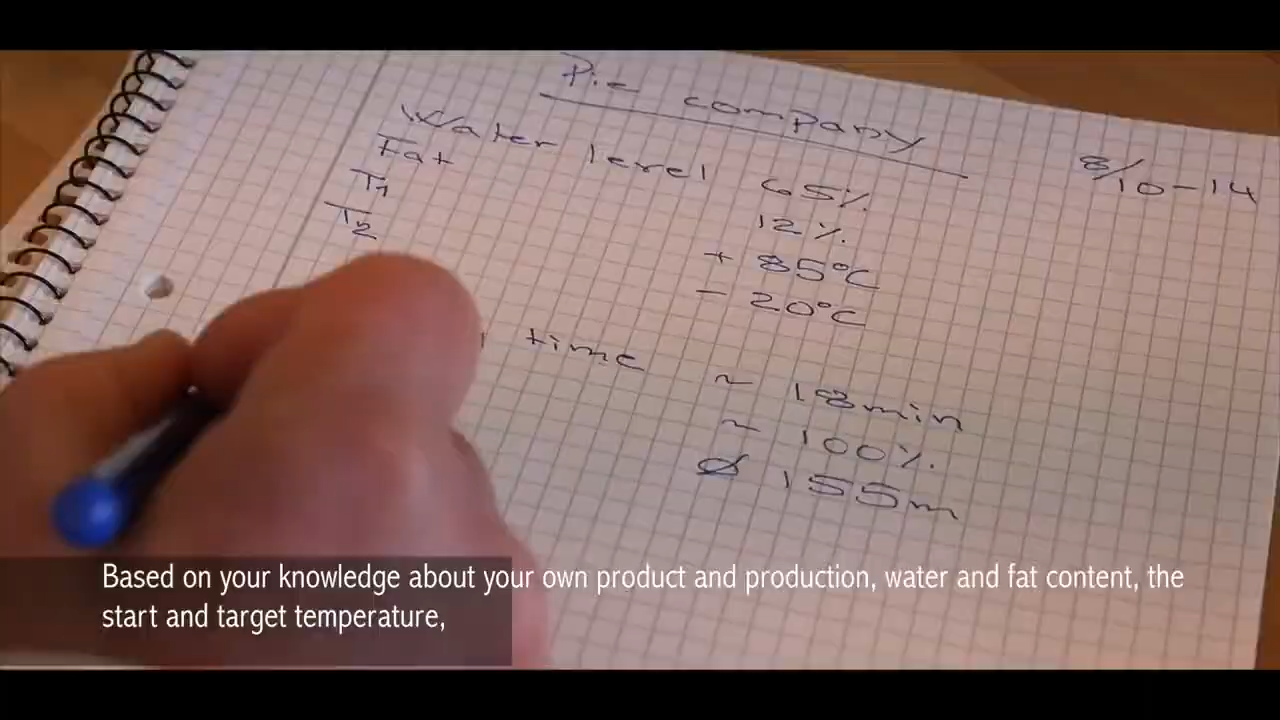 Pie company
8/10-14
Water level 65%
Fat 12%
T1 + 85°C
T2 - 20°C
time ~ 18min
~ 100%
Ø 155m
Based on your knowledge about your own product and production, water and fat content, the
start and target temperature,